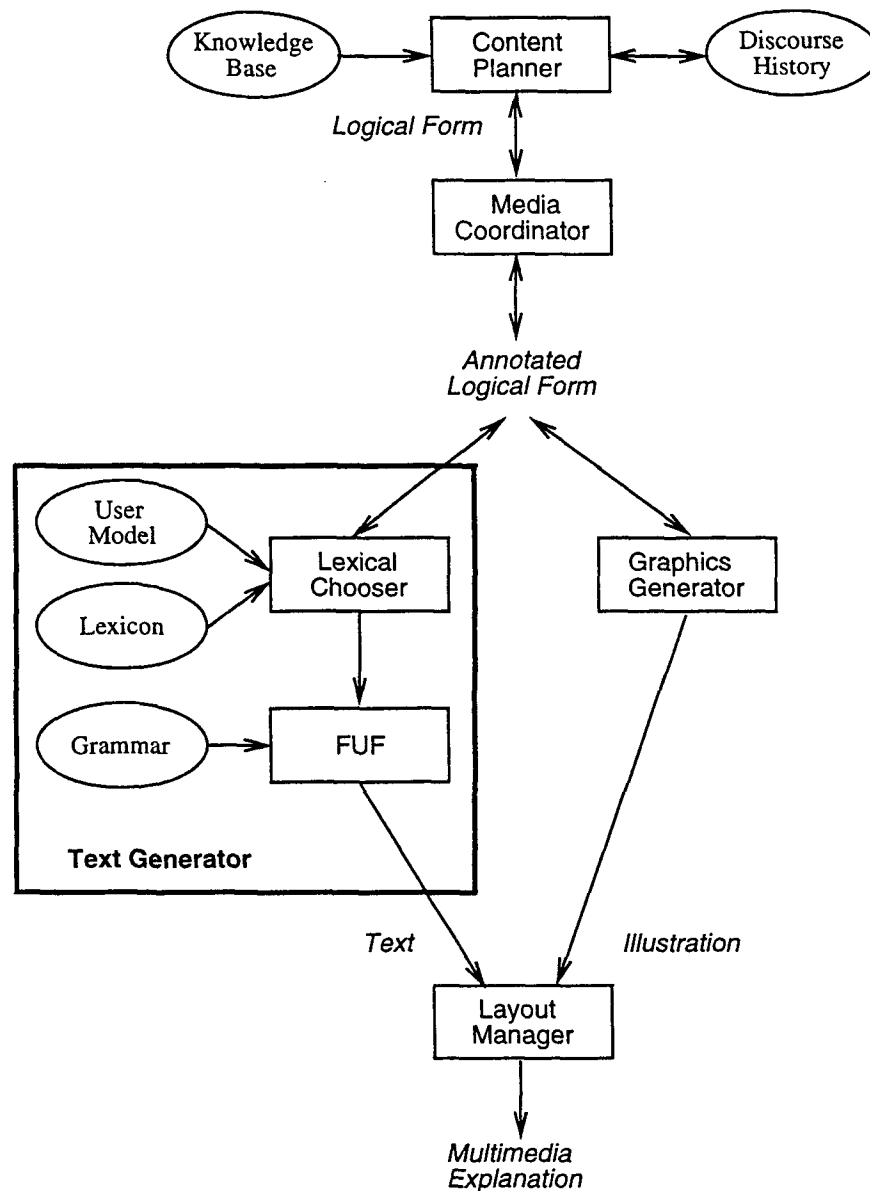 Knowledge
Base
Content
Planner
Discourse
History
Logical Form
Media
Coordinator
Annotated
Logical Form
User
Model
Lexical
Chooser
Graphics
Generator
Lexicon
Grammar
FUF
Text Generator
Text
Illustration
Layout
Manager
Multimedia
Explanation